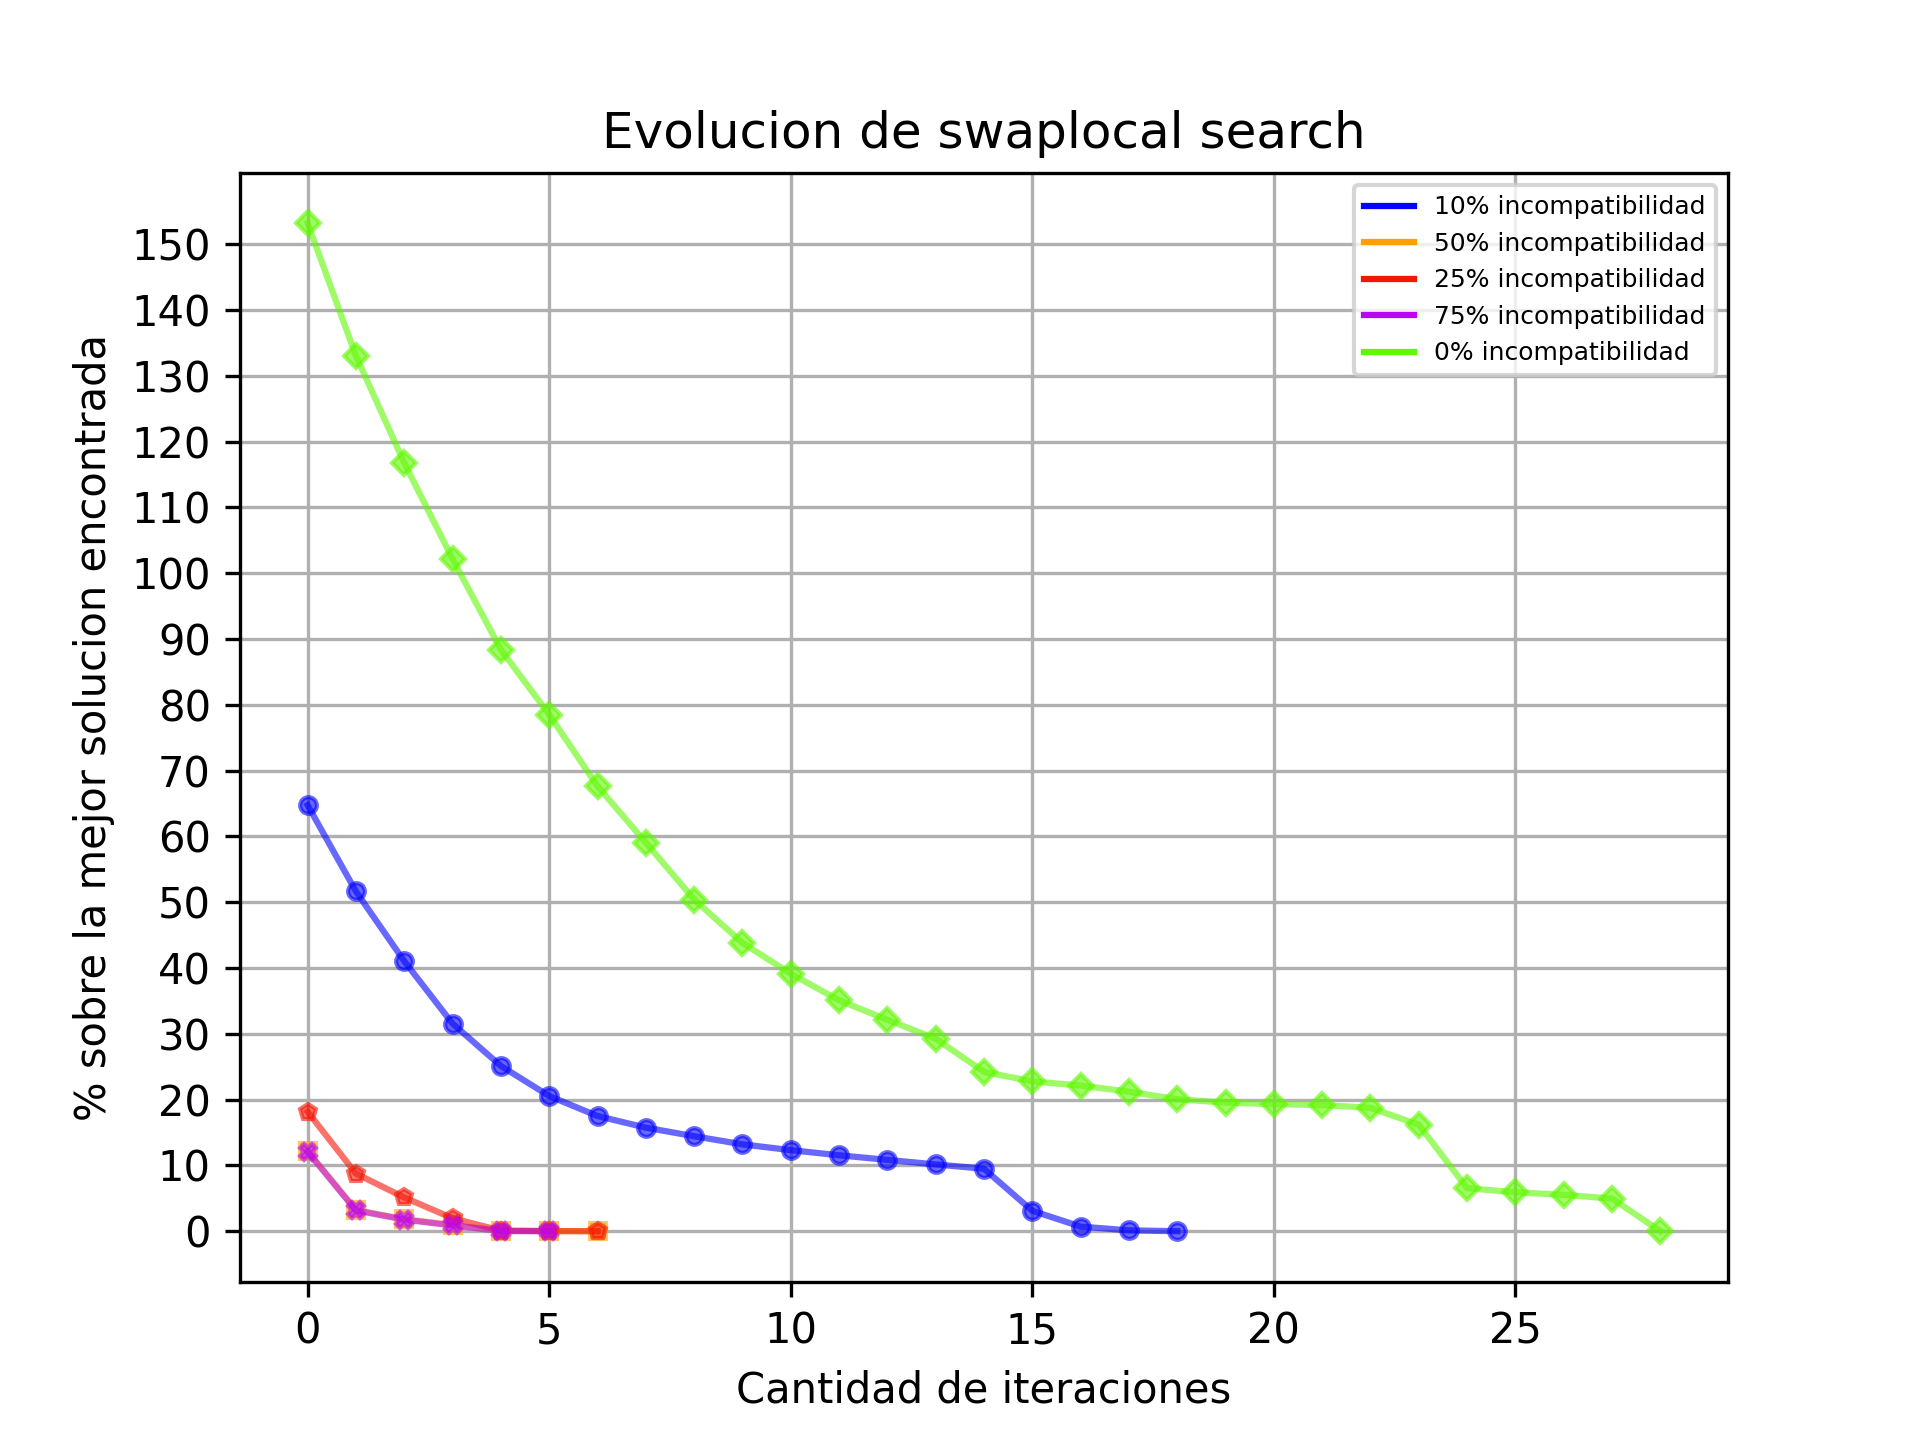 Evolucion de swaplocal search
10% incompatibilidad
50% incompatibilidad
25% incompatibilidad
75% incompatibilidad
0% incompatibilidad
% sobre la mejor solucion encontrada
150
140
130
120
110
100
90
80
70
60
50
40
30
20
10
0
0 5 10 15 20 25
Cantidad de iteraciones